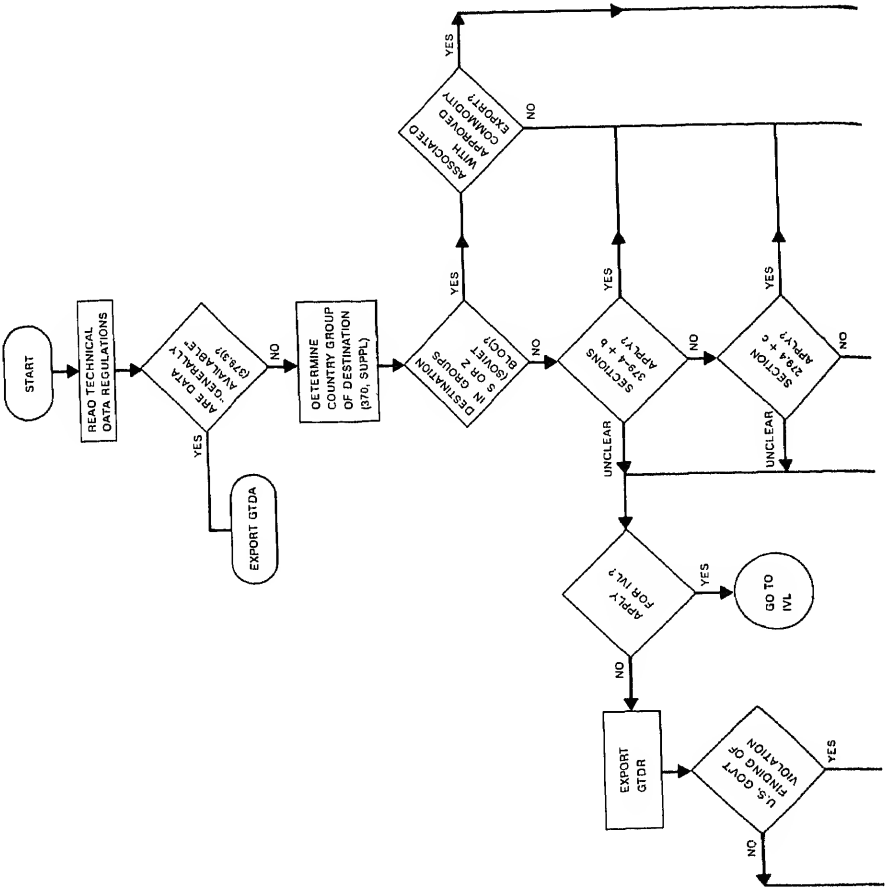 START
READ TECHNICAL
DATA REGULATIONS
ARE DATA
"GENERALLY
AVAILABLE"
(379.3)?
YES
NO
EXPORT GTDA
DETERMINE
COUNTRY GROUP
OF DESTINATION
(370, SUPPL)
DESTINATION
IN GROUPS
S OR Z
(SOVIET
BLOC)?
YES
NO
ASSOCIATED
WITH
APPROVED
COMMODITY
EXPORT?
YES
NO
SECTIONS
379.4 + b
APPLY?
YES
NO
UNCLEAR
SECTION
279.4 + c
APPLY?
YES
NO
UNCLEAR
APPLY
FOR IVL?
YES
NO
GO TO
IVL
EXPORT
GTDR
U.S. GOV'T
FINDING OF
VIOLATION
YES
NO